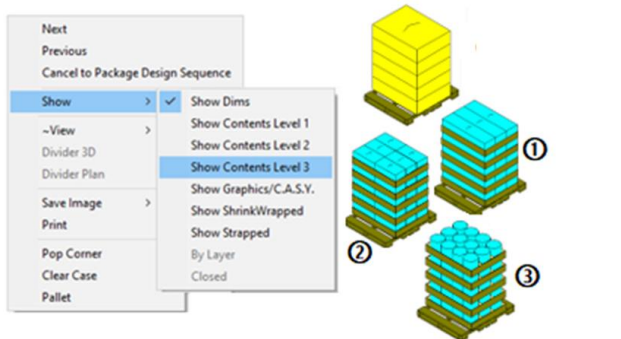 Next
Previous
Cancel to Package Design Sequence
Show
~View
Divider 3D
Divider Plan
Save Image
Print
Pop Corner
Clear Case
Pallet
Show Dims
Show Contents Level 1
Show Contents Level 2
Show Contents Level 3
Show Graphics/C.A.S.Y.
Show ShrinkWrapped
Show Strapped
By Layer
Closed
①
②
③